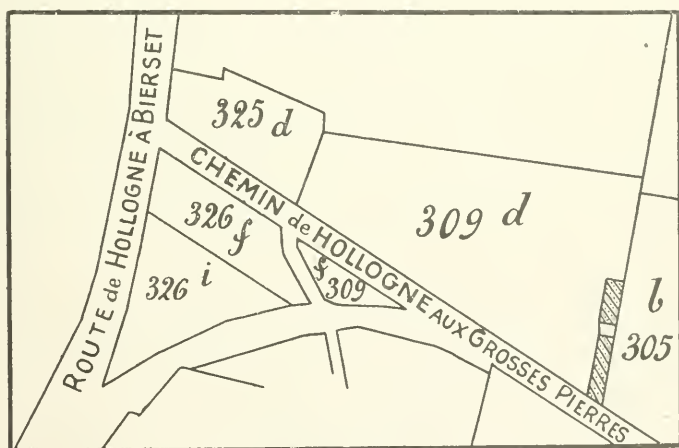 ROUTE de HOLLOGNE À BIERSET
325 d
CHEMIN de HOLLOGNE AUX GROSSES PIERRES
326 f
309 d
326 i
f
309
l
305